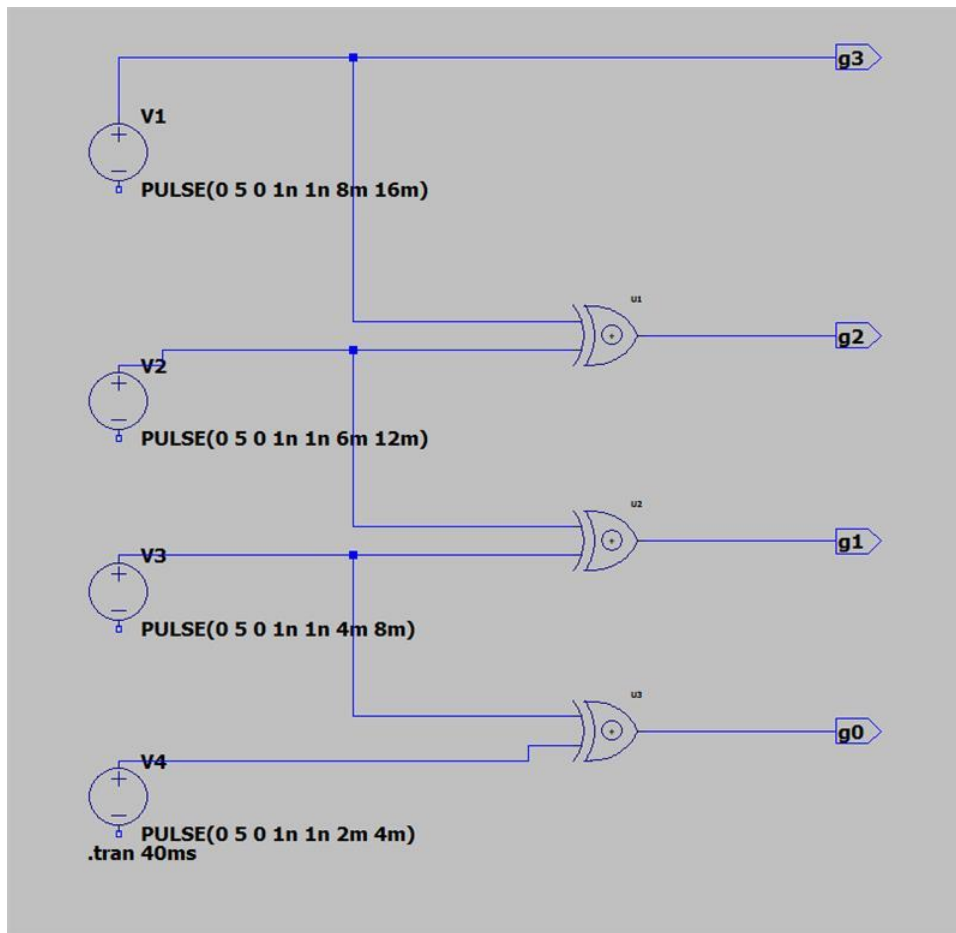 g3
V1
PULSE(0 5 0 1n 1n 8m 16m)
U1
g2
V2
PULSE(0 5 0 1n 1n 6m 12m)
U2
g1
V3
PULSE(0 5 0 1n 1n 4m 8m)
U3
g0
V4
PULSE(0 5 0 1n 1n 2m 4m)
.tran 40ms